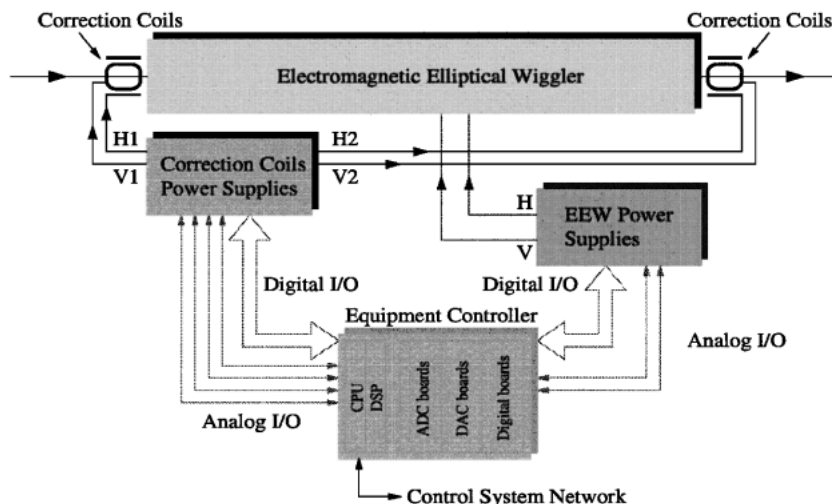 Correction Coils
Correction Coils
Electromagnetic Elliptical Wiggler
H1
H2
V1
Correction Coils
Power Supplies
V2
H
V
EEW Power
Supplies
Digital I/O
Digital I/O
Equipment Controller
Analog I/O
CPU
DSP
ADC boards
DAC boards
Digital boards
Analog I/O
Control System Network